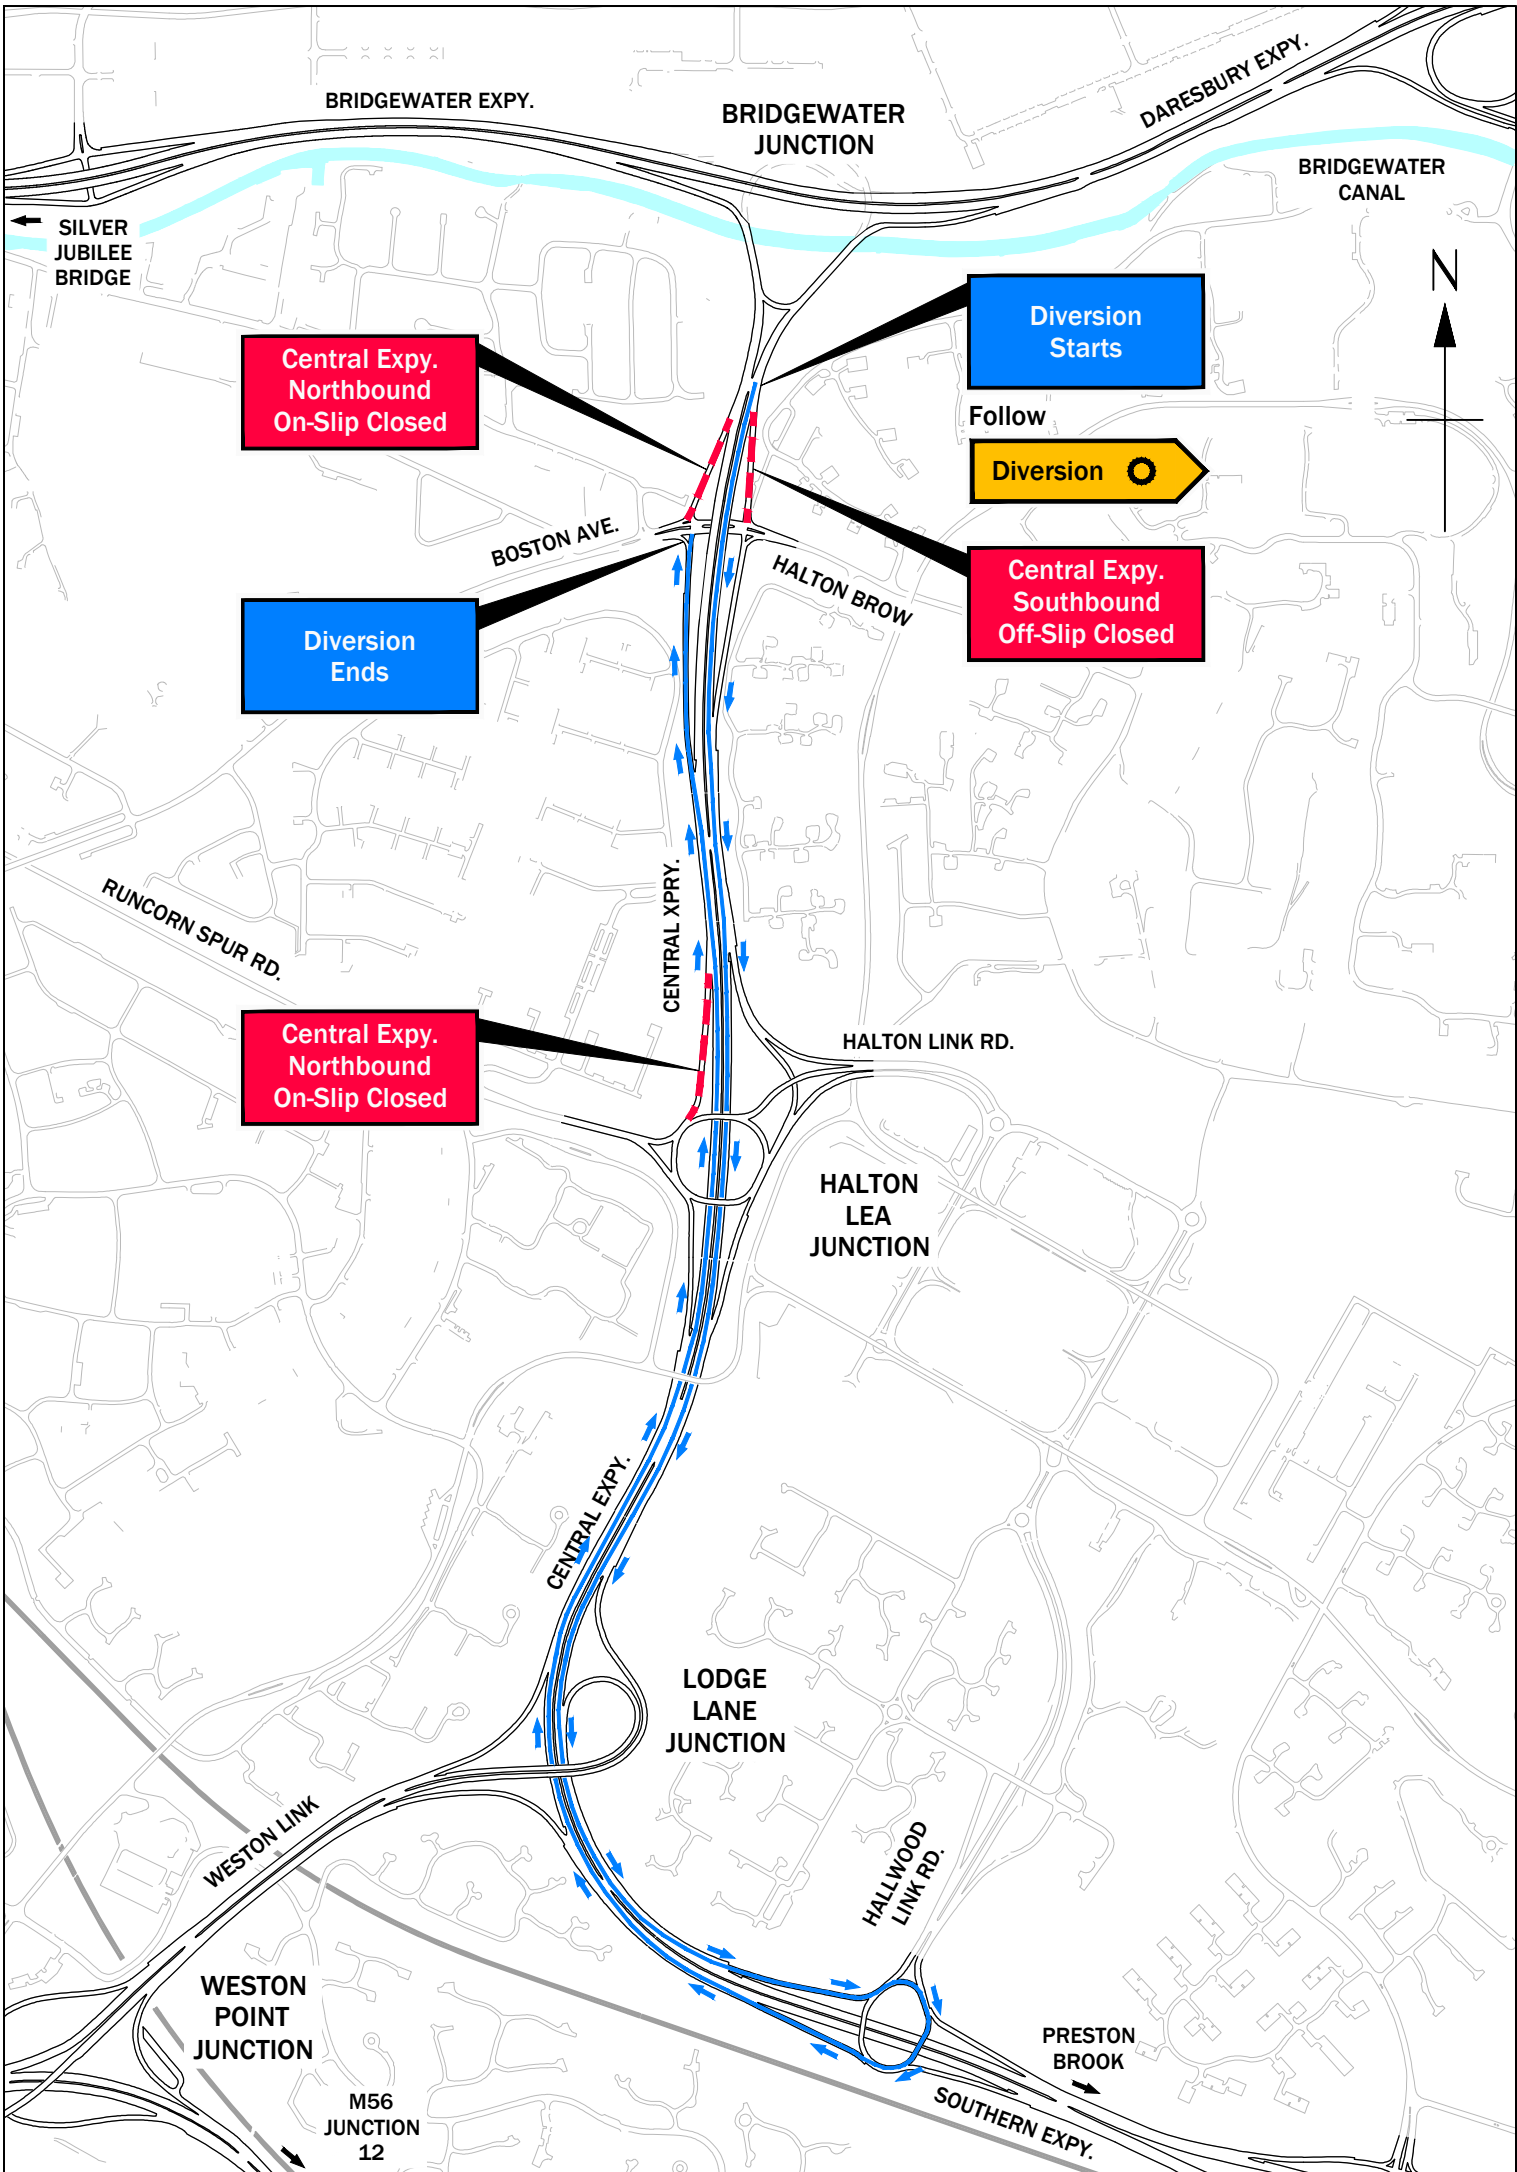 BRIDGEWATER EXPY.
BRIDGEWATER
JUNCTION
DARESBURY EXPY.
BRIDGEWATER
CANAL
SILVER
JUBILEE
BRIDGE
N
Diversion
Starts
Central Expy.
Northbound
On-Slip Closed
Follow
Diversion
BOSTON AVE.
HALTON BROW
Central Expy.
Southbound
Off-Slip Closed
Diversion
Ends
CENTRAL XPRY.
RUNCORN SPUR RD.
Central Expy.
Northbound
On-Slip Closed
HALTON LINK RD.
HALTON
LEA
JUNCTION
CENTRAL EXPY.
LODGE
LANE
JUNCTION
WESTON LINK
HALLWOOD
LINK RD.
WESTON
POINT
JUNCTION
PRESTON
BROOK
SOUTHERN EXPY.
M56
JUNCTION
12